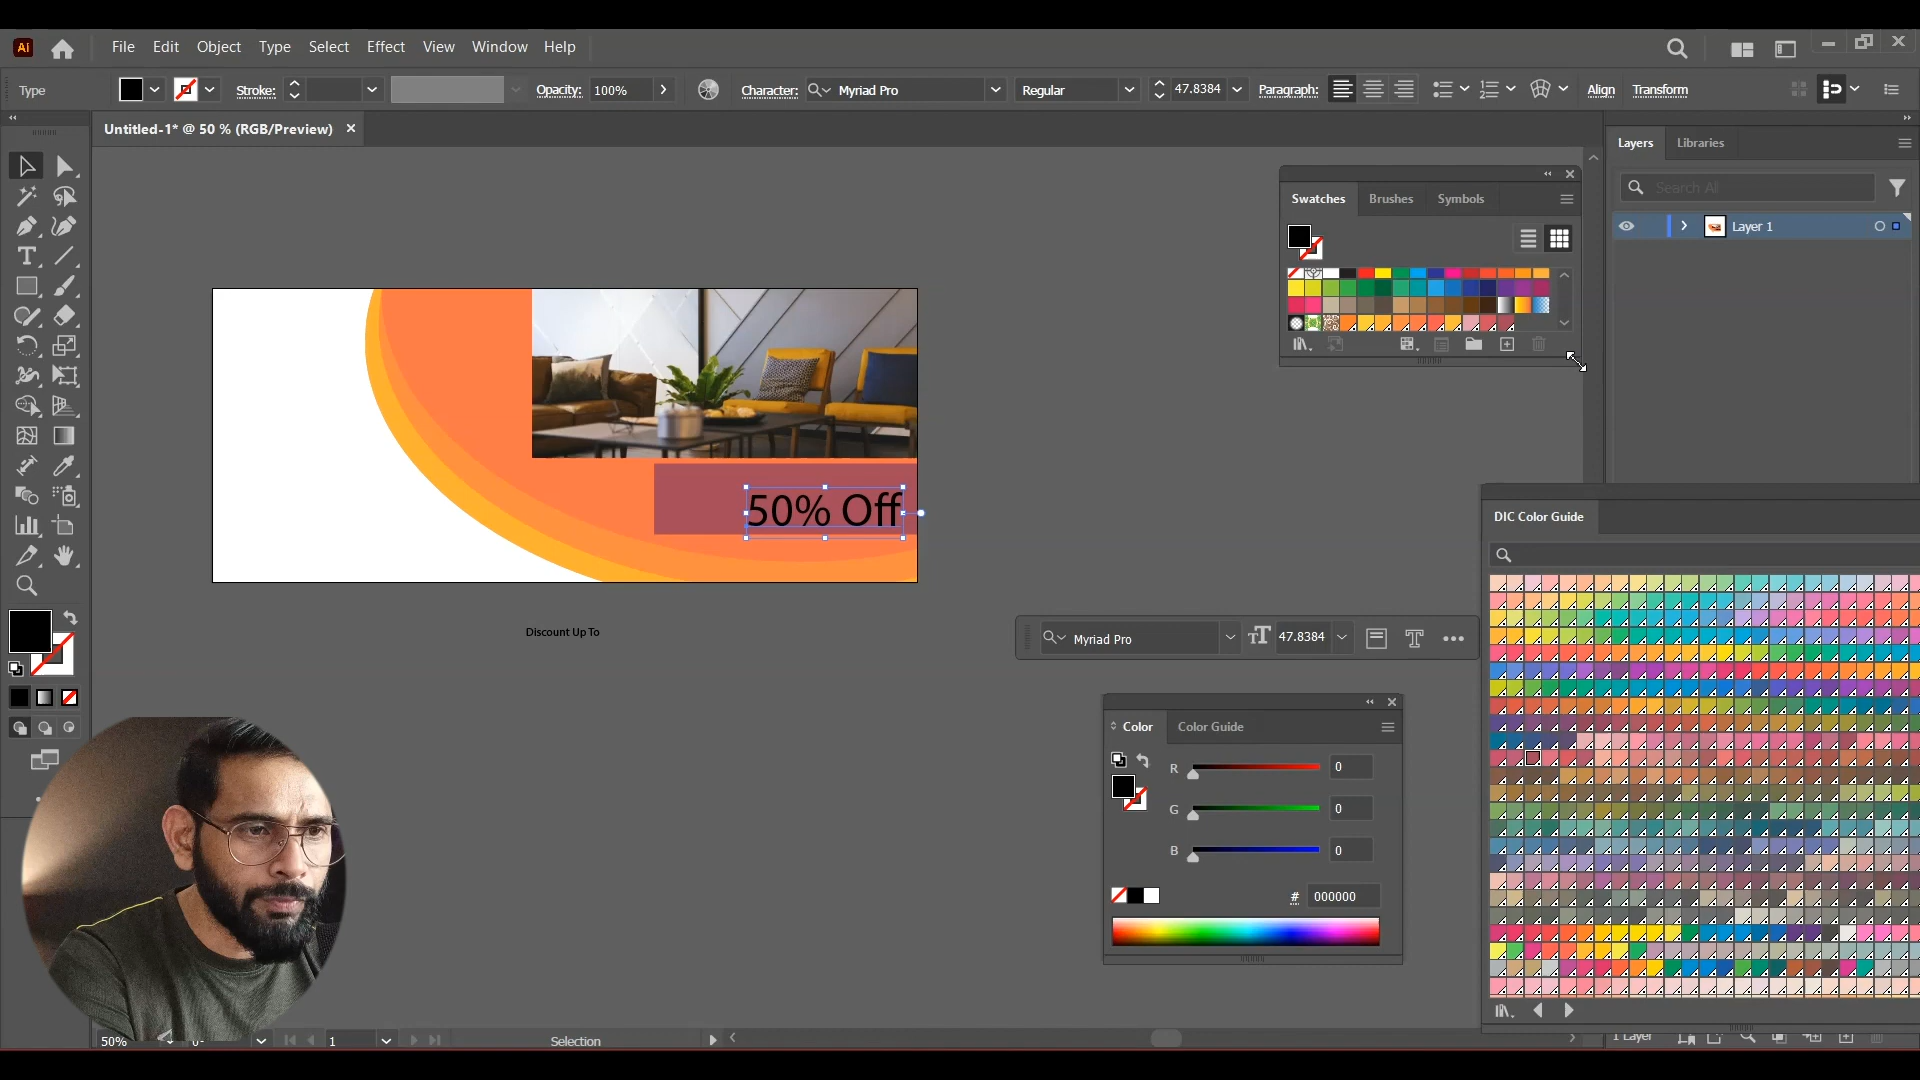 Ai File Edit Object Type Select Effect View Window Help
Type Stroke: Opacity: 100% Character: Myriad Pro Regular 47.8384 Paragraph: Align Transform
Untitled-1* @ 50 % (RGB/Preview)
Layers Libraries
Search All
Layer 1
Swatches Brushes Symbols
50% Off
DIC Color Guide
Discount Up To
Myriad Pro 47.8384
Color Color Guide
R 0
G 0
B 0
# 000000
50% 1 Selection
1 Layer